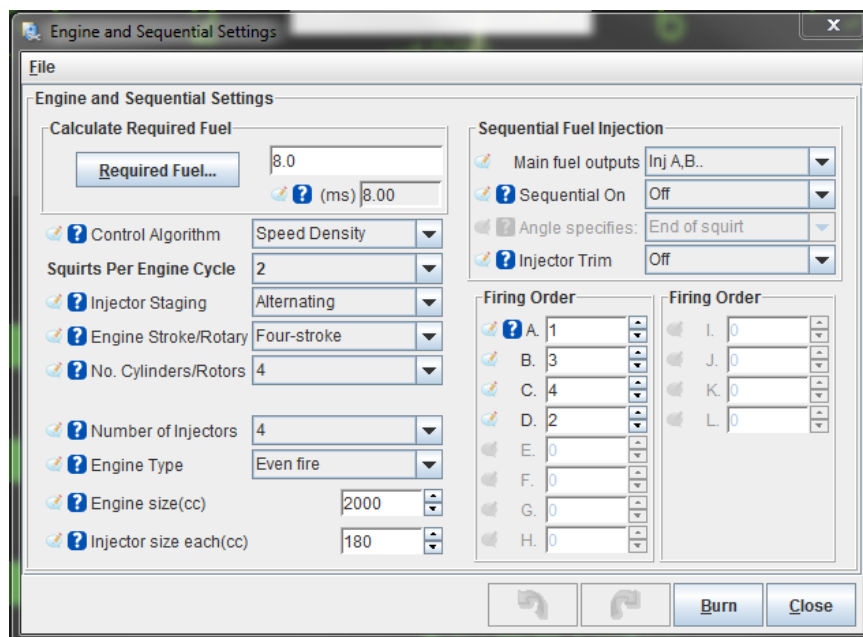 Engine and Sequential Settings
File
Engine and Sequential Settings
Calculate Required Fuel
Required Fuel...
8.0
(ms) 8.00
Control Algorithm Speed Density
Squirts Per Engine Cycle 2
Injector Staging Alternating
Engine Stroke/Rotary Four-stroke
No. Cylinders/Rotors 4
Number of Injectors 4
Engine Type Even fire
Engine size(cc) 2000
Injector size each(cc) 180
Sequential Fuel Injection
Main fuel outputs Inj A,B..
Sequential On Off
Angle specifies: End of squirt
Injector Trim Off
Firing Order
A. 1
B. 3
C. 4
D. 2
E. 0
F. 0
G. 0
H. 0
Firing Order
I. 0
J. 0
K. 0
L. 0
Burn
Close